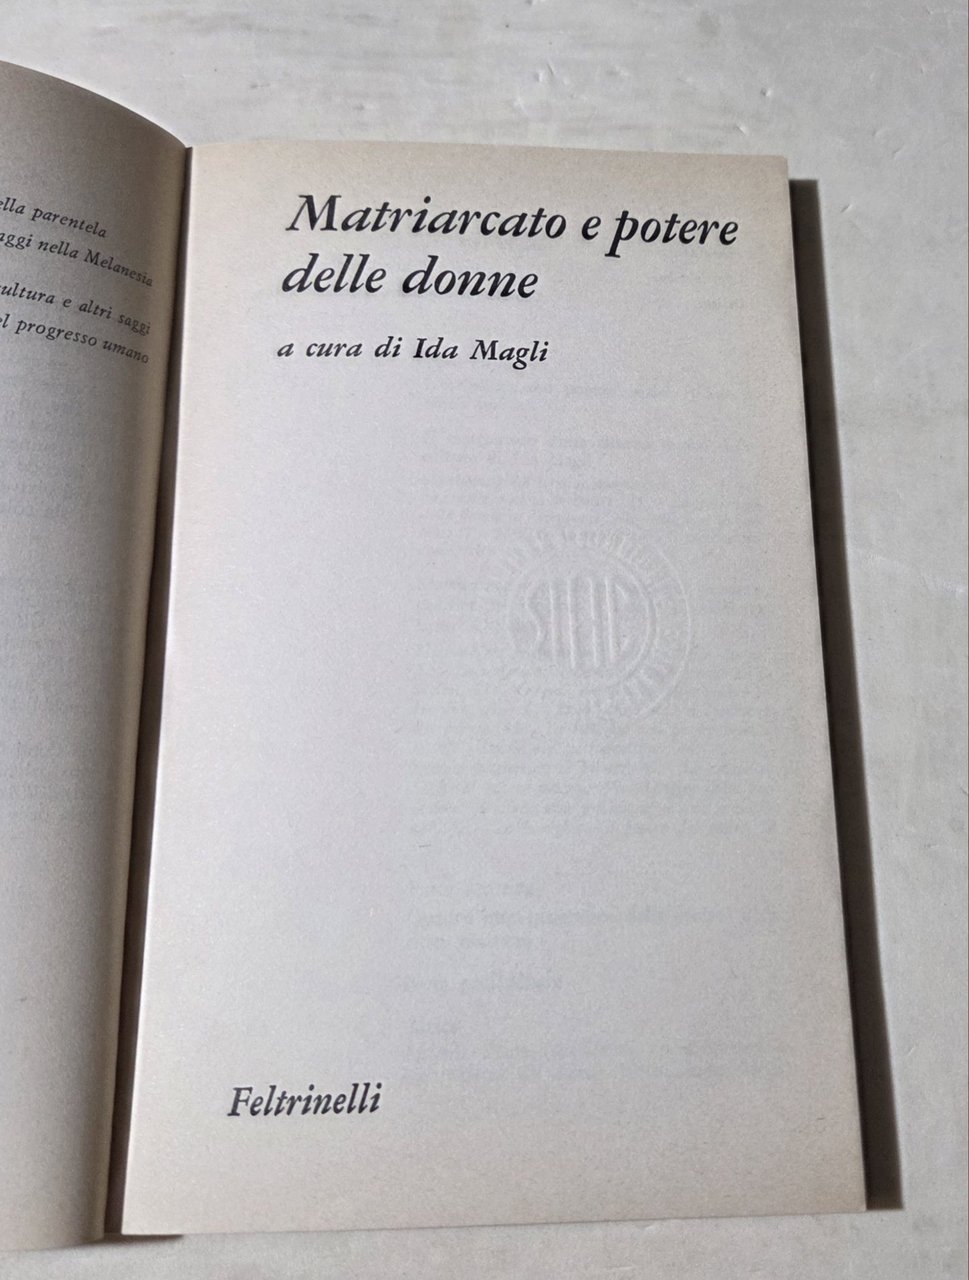 ella parentela
aggi nella Melanesia
ultura e altri saggi
el progresso umano
Matriarcato e potere
delle donne
a cura di Ida Magli
Feltrinelli